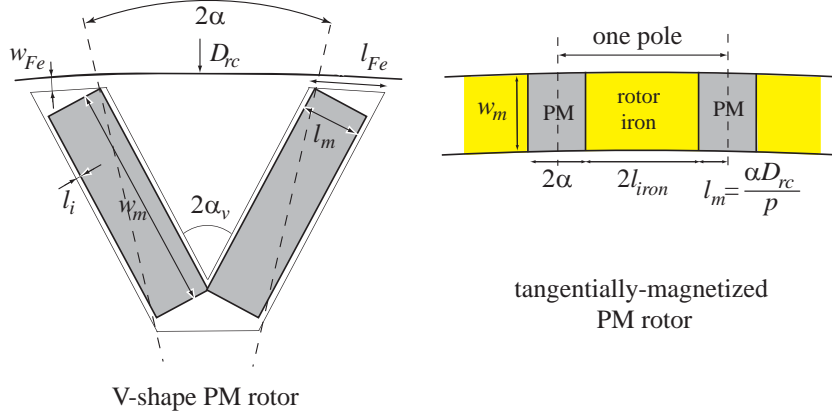 2α
w_Fe
D_rc
l_Fe
l_m
2α_v
l_i
w_m
V-shape PM rotor
one pole
w_m
PM
rotor
iron
PM
2α
2l_iron
l_m = αD_rc / p
tangentially-magnetized
PM rotor